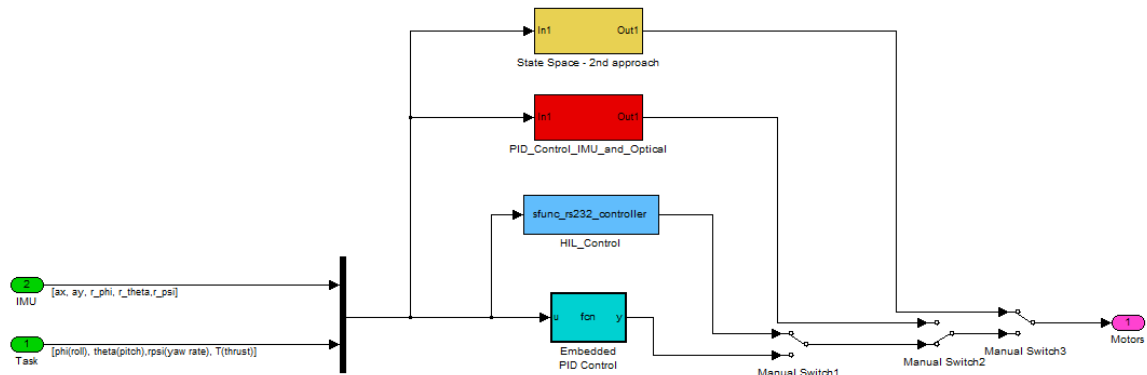 In1 Out1
State Space - 2nd approach
In1 Out1
PID_Control_IMU_and_Optical
sfunc_rs232_controller
HIL_Control
2
IMU
[ax, ay, r_phi, r_theta,r_psi]
1
Task
[phi(roll), theta(pitch),rpsi(yaw rate), T(thrust)]
u fcn y
Embedded
PID Control
Manual Switch1
Manual Switch2
Manual Switch3
1
Motors